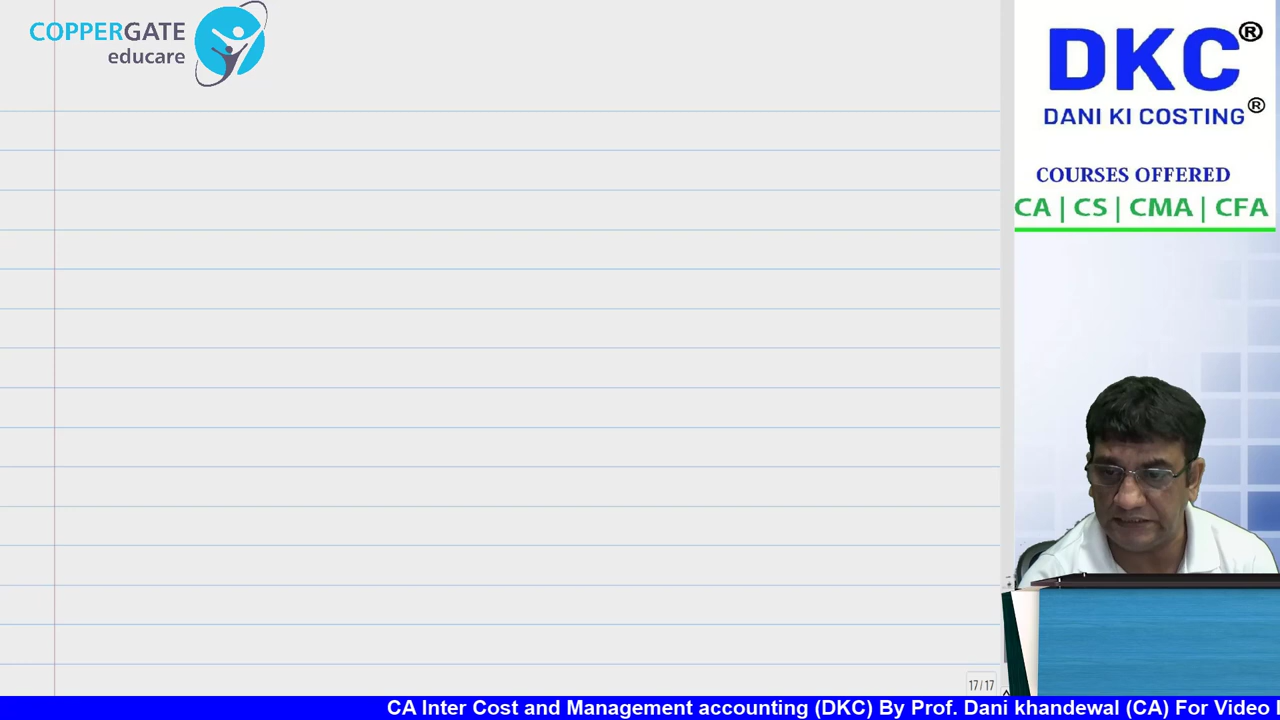 COPPERGATE
educare
DKC®
DANI KI COSTING®
COURSES OFFERED
CA | CS | CMA | CFA
17/17
CA Inter Cost and Management accounting (DKC) By Prof. Dani khandewal (CA) For Video l